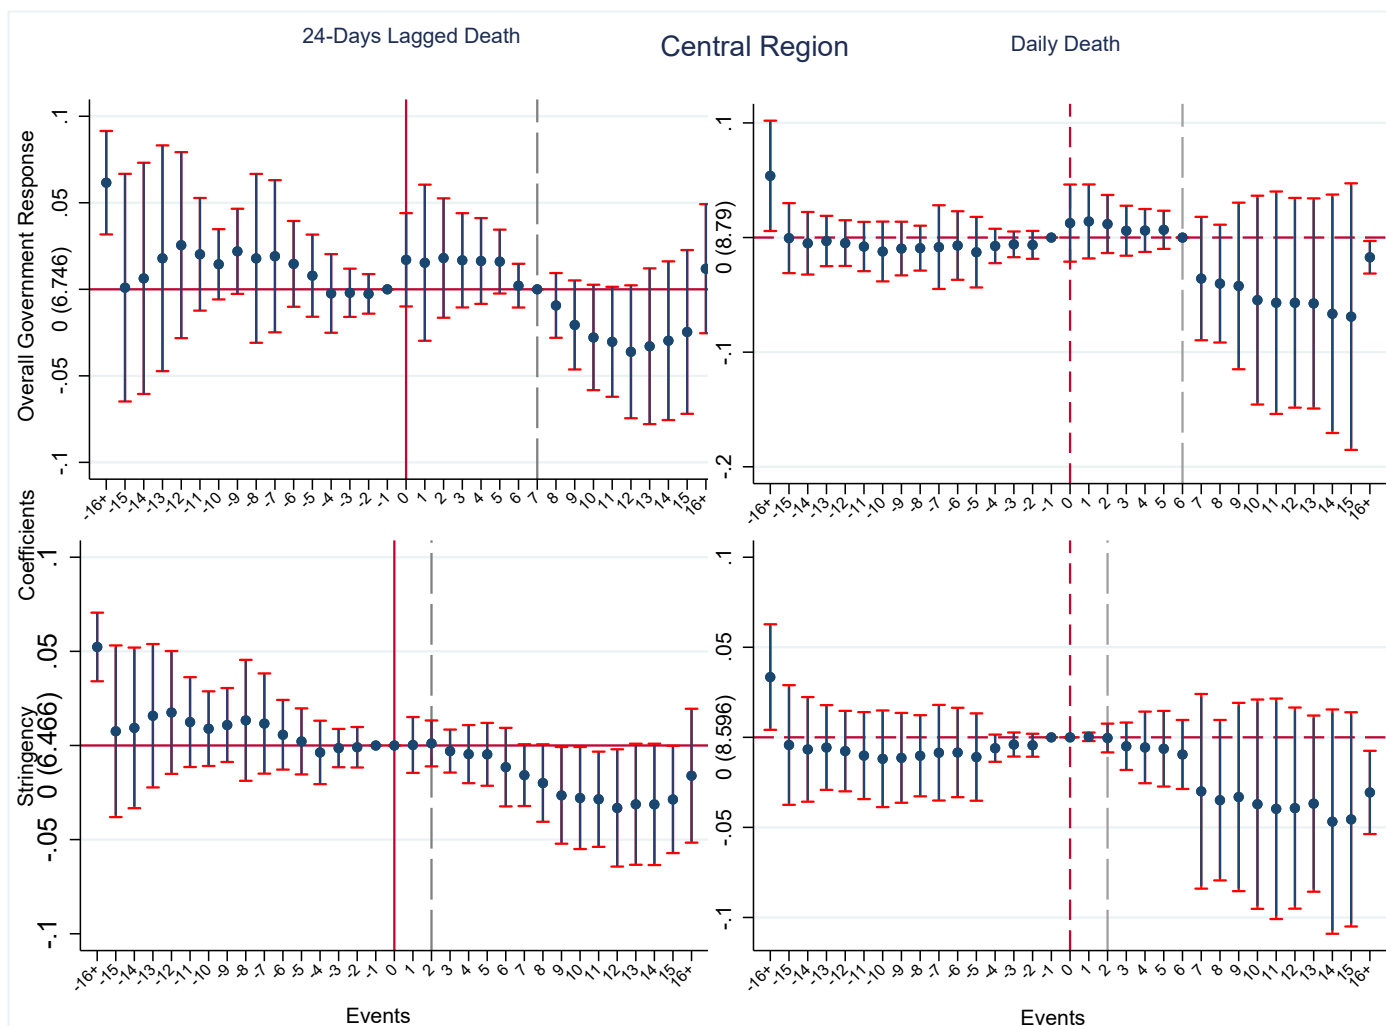 24-Days Lagged Death
Central Region
Daily Death
Overall Government Response
.1
.05
0 (6.746)
-.05
-.1
-16+ -15 -14 -13 -12 -11 -10 -9 -8 -7 -6 -5 -4 -3 -2 -1 0 1 2 3 4 5 6 7 8 9 10 11 12 13 14 15 16+
.1
0 (8.79)
-.1
-.2
-16+ -15 -14 -13 -12 -11 -10 -9 -8 -7 -6 -5 -4 -3 -2 -1 0 1 2 3 4 5 6 7 8 9 10 11 12 13 14 15 16+
Coefficients
Stringency
.1
.05
0 (6.466)
-.05
-.1
-16+ -15 -14 -13 -12 -11 -10 -9 -8 -7 -6 -5 -4 -3 -2 -1 0 1 2 3 4 5 6 7 8 9 10 11 12 13 14 15 16+
Events
.1
.05
0 (8.596)
-.05
-.1
-16+ -15 -14 -13 -12 -11 -10 -9 -8 -7 -6 -5 -4 -3 -2 -1 0 1 2 3 4 5 6 7 8 9 10 11 12 13 14 15 16+
Events